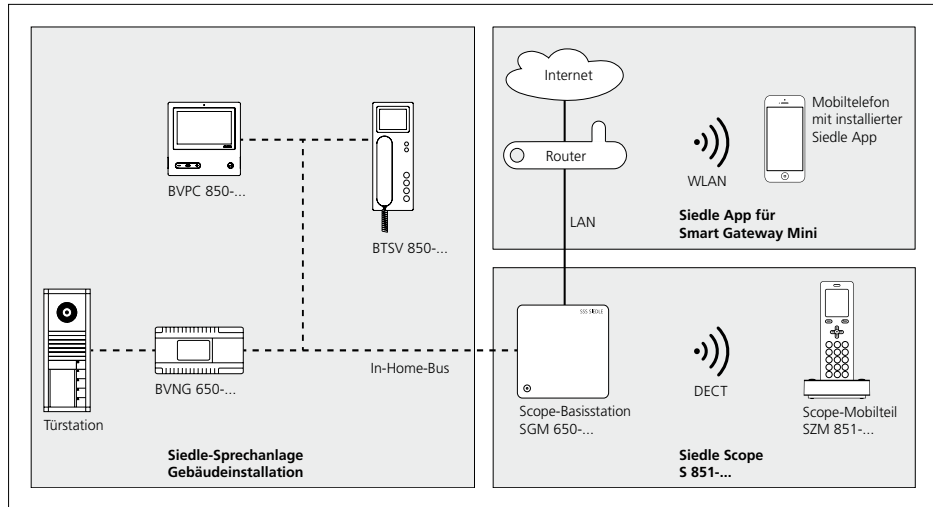 BVPC 850-...
BTSV 850-...
Türstation
BVNG 650-...
In-Home-Bus
Siedle-Sprechanlage
Gebäudeinstallation
Internet
Router
LAN
WLAN
Mobiltelefon
mit installierter
Siedle App
Siedle App für
Smart Gateway Mini
SSS SIEDLE
Scope-Basisstation
SGM 650-...
DECT
Scope-Mobilteil
SZM 851-...
Siedle Scope
S 851-...